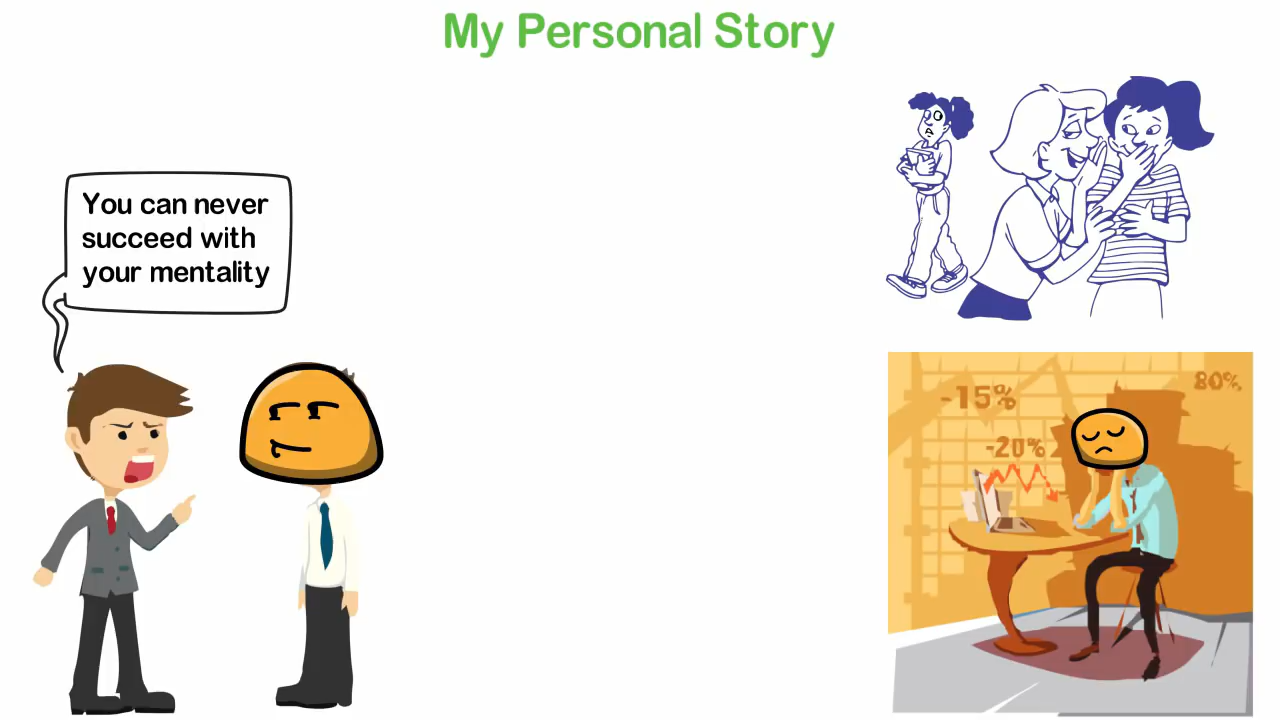 My Personal Story
You can never
succeed with
your mentality
-15%
80%
-20%